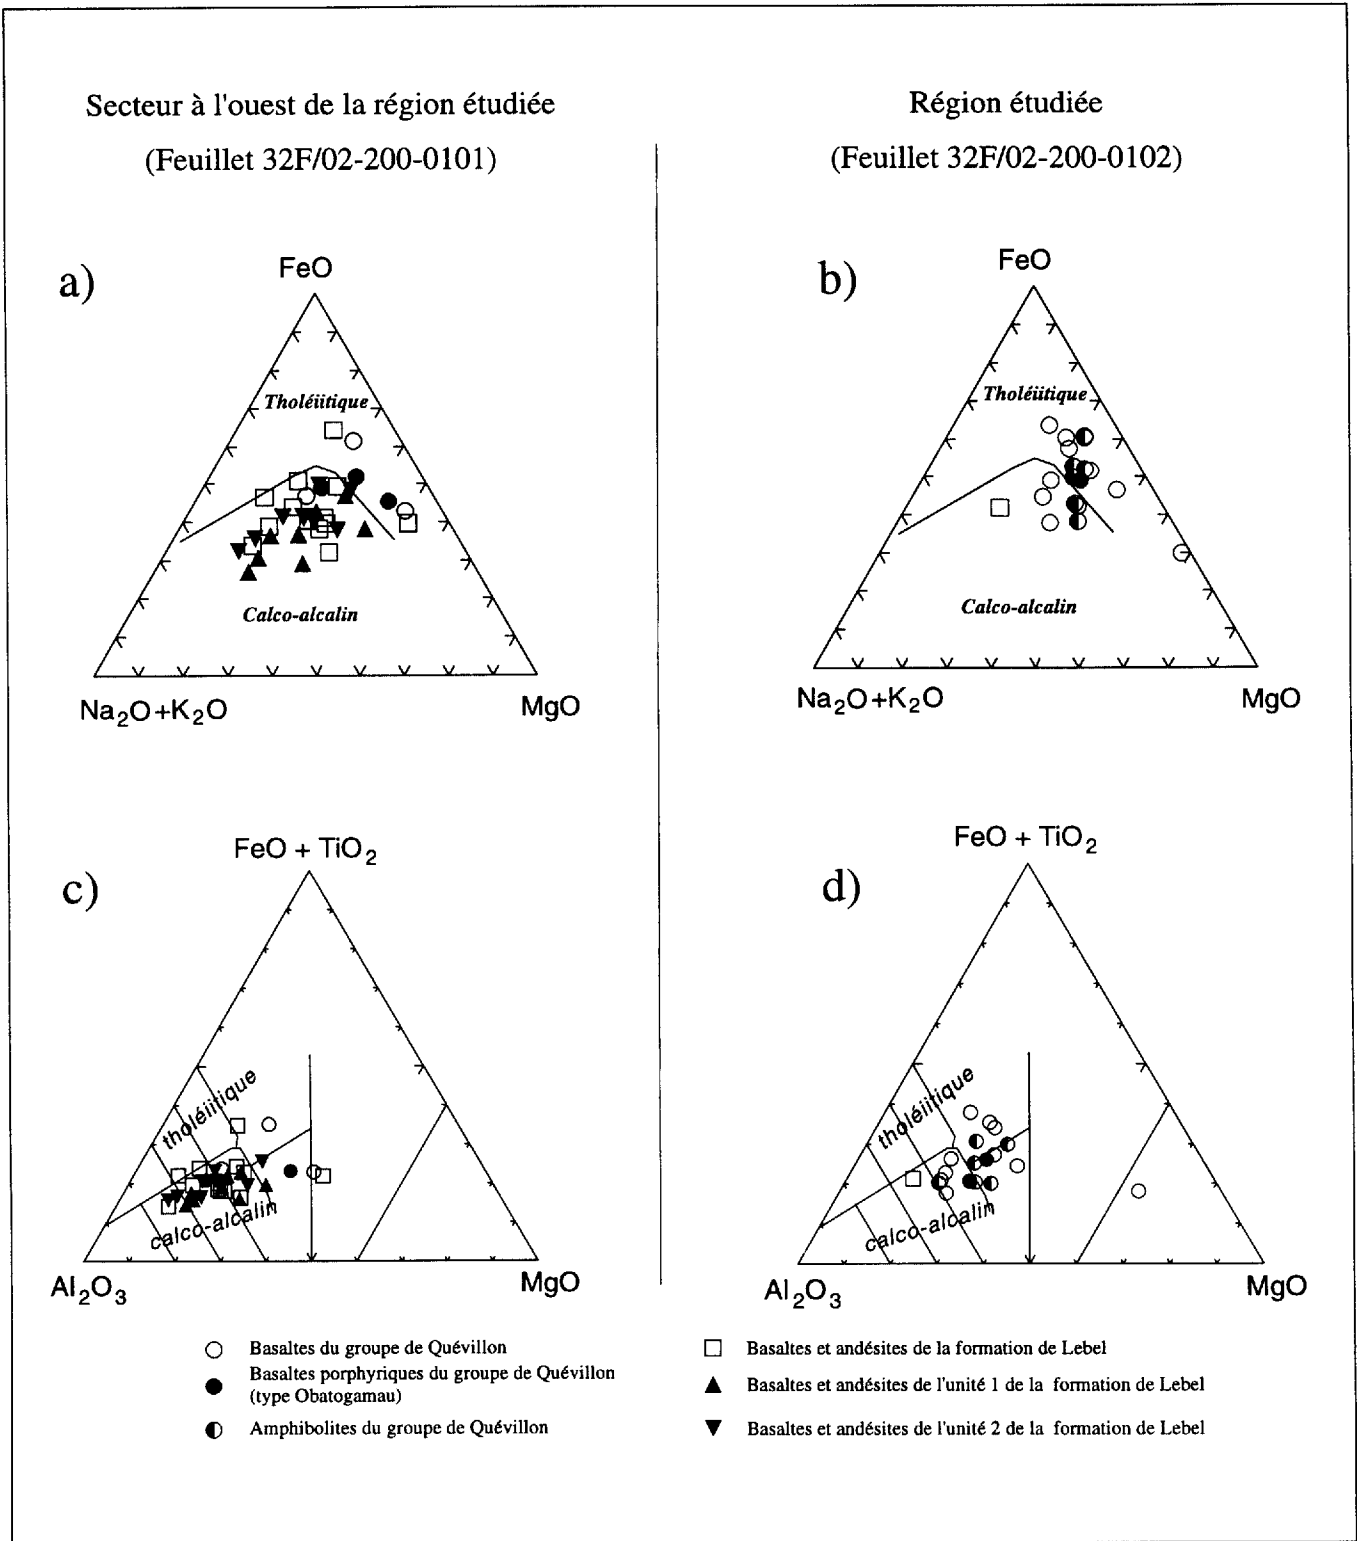 Secteur à l'ouest de la région étudiée
(Feuillet 32F/02-200-0101)
Région étudiée
(Feuillet 32F/02-200-0102)
a)
FeO
Tholéiitique
Calco-alcalin
Na2O+K2O
MgO
b)
FeO
Tholéiitique
Calco-alcalin
Na2O+K2O
MgO
c)
FeO + TiO2
tholéiitique
calco-alcalin
Al2O3
MgO
d)
FeO + TiO2
tholéiitique
calco-alcalin
Al2O3
MgO
Basaltes du groupe de Quévillon
Basaltes porphyriques du groupe de Quévillon
(type Obatogamau)
Amphibolites du groupe de Quévillon
Basaltes et andésites de la formation de Lebel
Basaltes et andésites de l'unité 1 de la formation de Lebel
Basaltes et andésites de l'unité 2 de la formation de Lebel